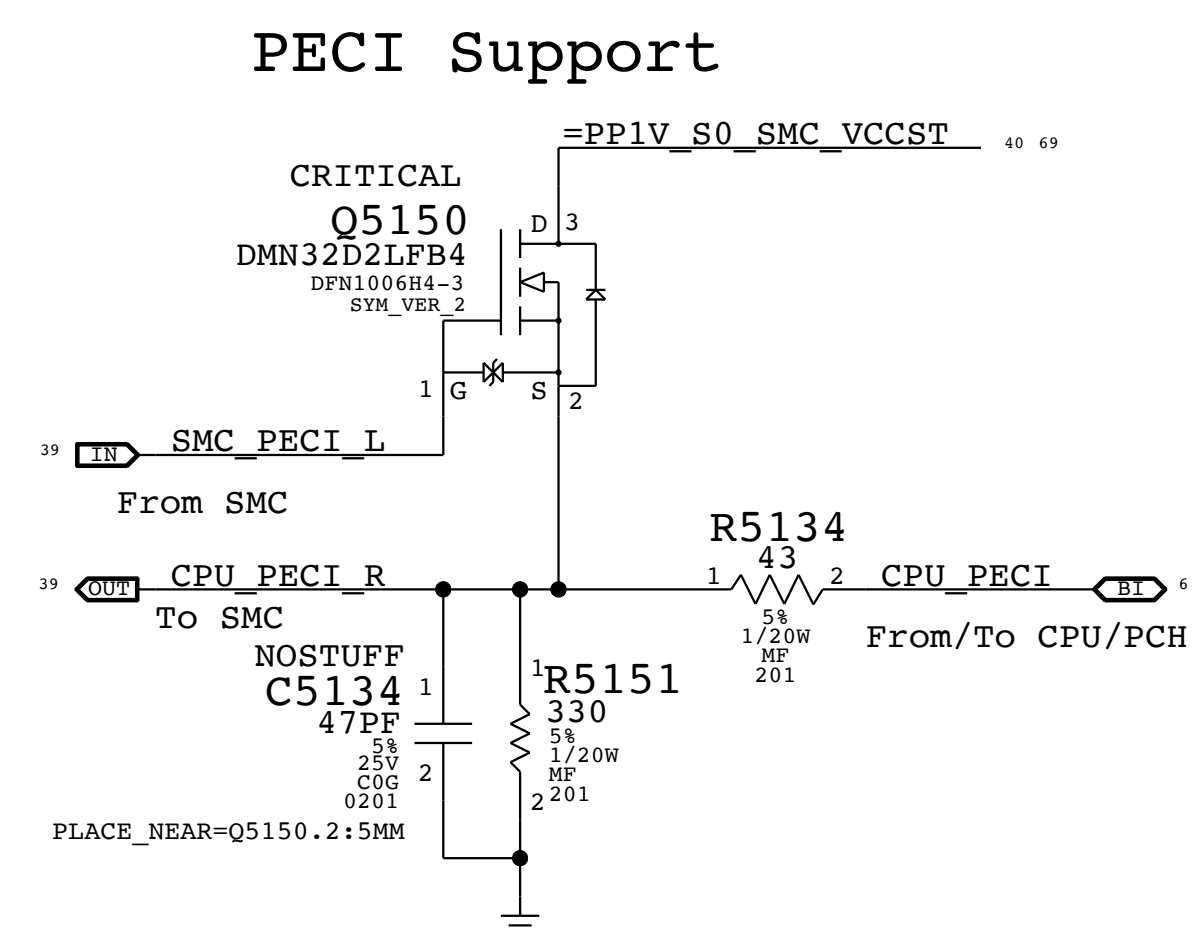 PECI Support
=PP1V_S0_SMC_VCCST
40 69
CRITICAL
Q5150
DMN32D2LFB4
DFN1006H4-3
SYM_VER_2
D 3
1 G
S 2
39 IN SMC_PECI_L
From SMC
39 OUT CPU_PECI_R
To SMC
R5134
43
1 2
5%
1/20W
MF
201
CPU_PECI BI 6
From/To CPU/PCH
NOSTUFF
C5134
47PF
5%
25V
C0G
0201
1
2
PLACE_NEAR=Q5150.2:5MM
1
R5151
330
5%
1/20W
MF
201
2